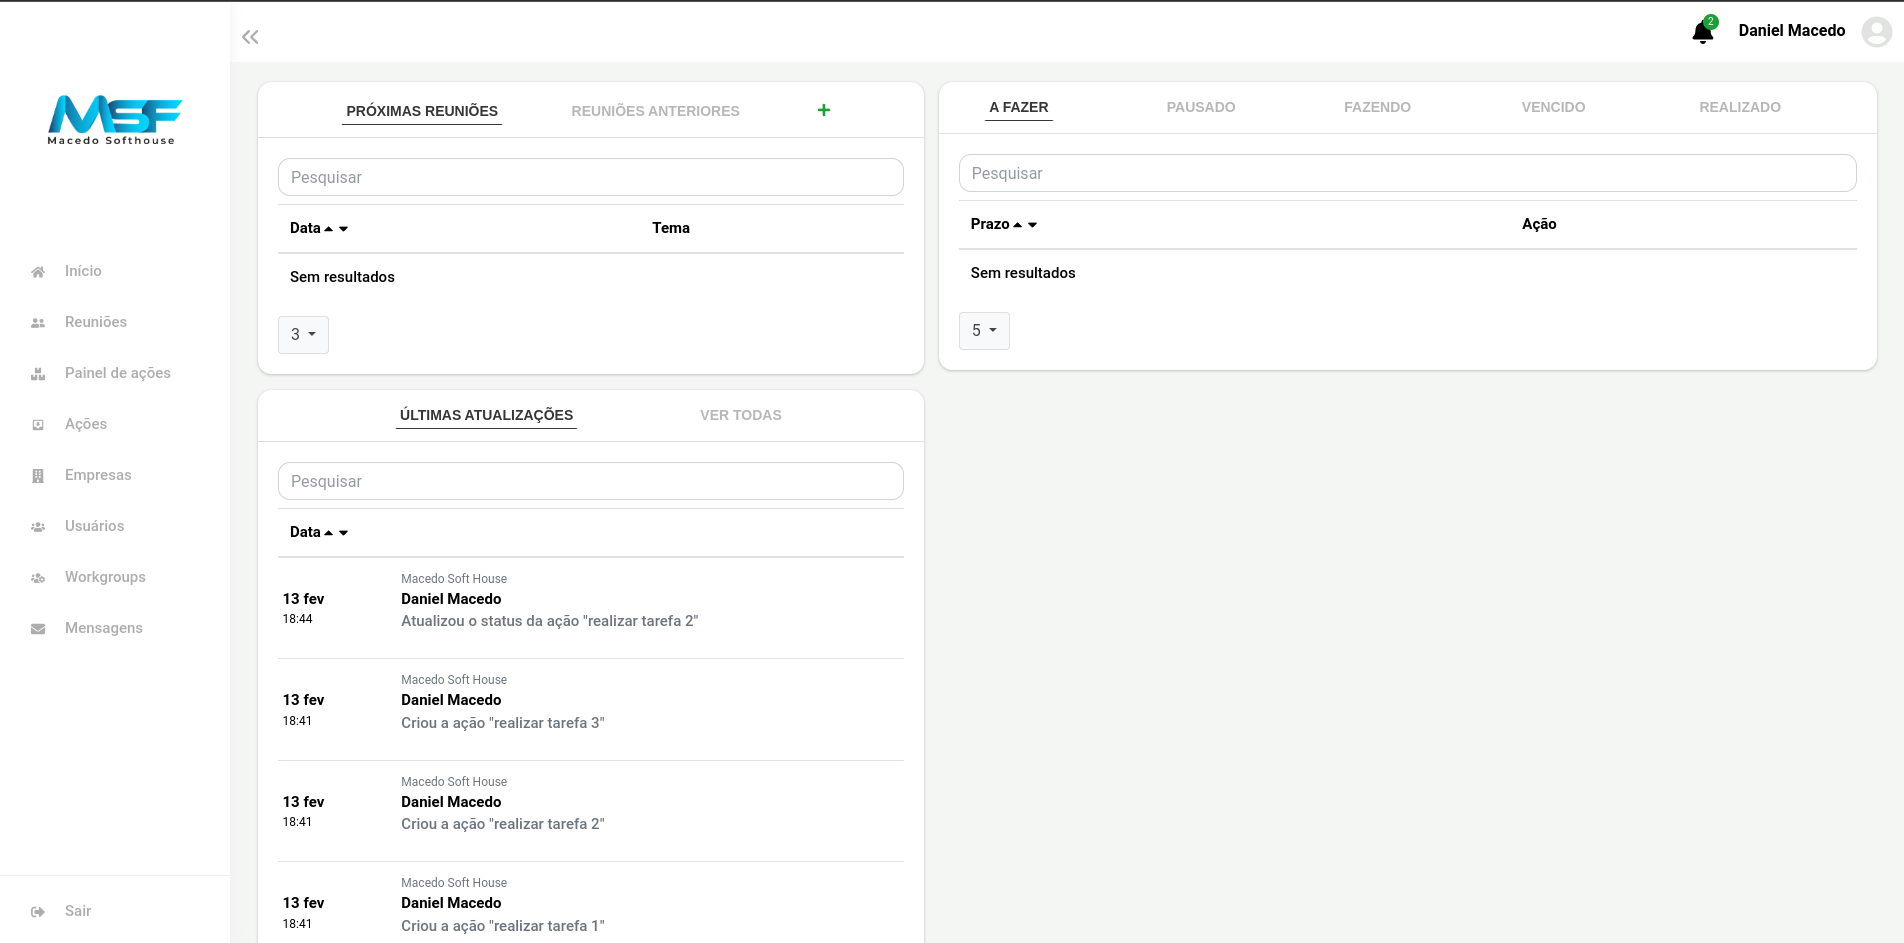 2
Daniel Macedo
MSF
Macedo Softhouse
Início
Reuniões
Painel de ações
Ações
Empresas
Usuários
Workgroups
Mensagens
Sair
PRÓXIMAS REUNIÕES REUNIÕES ANTERIORES +
Pesquisar
Data Tema
Sem resultados
3
A FAZER PAUSADO FAZENDO VENCIDO REALIZADO
Pesquisar
Prazo Ação
Sem resultados
5
ÚLTIMAS ATUALIZAÇÕES VER TODAS
Pesquisar
Data
Macedo Soft House
13 fev Daniel Macedo
18:44 Atualizou o status da ação "realizar tarefa 2"
Macedo Soft House
13 fev Daniel Macedo
18:41 Criou a ação "realizar tarefa 3"
Macedo Soft House
13 fev Daniel Macedo
18:41 Criou a ação "realizar tarefa 2"
Macedo Soft House
13 fev Daniel Macedo
18:41 Criou a ação "realizar tarefa 1"